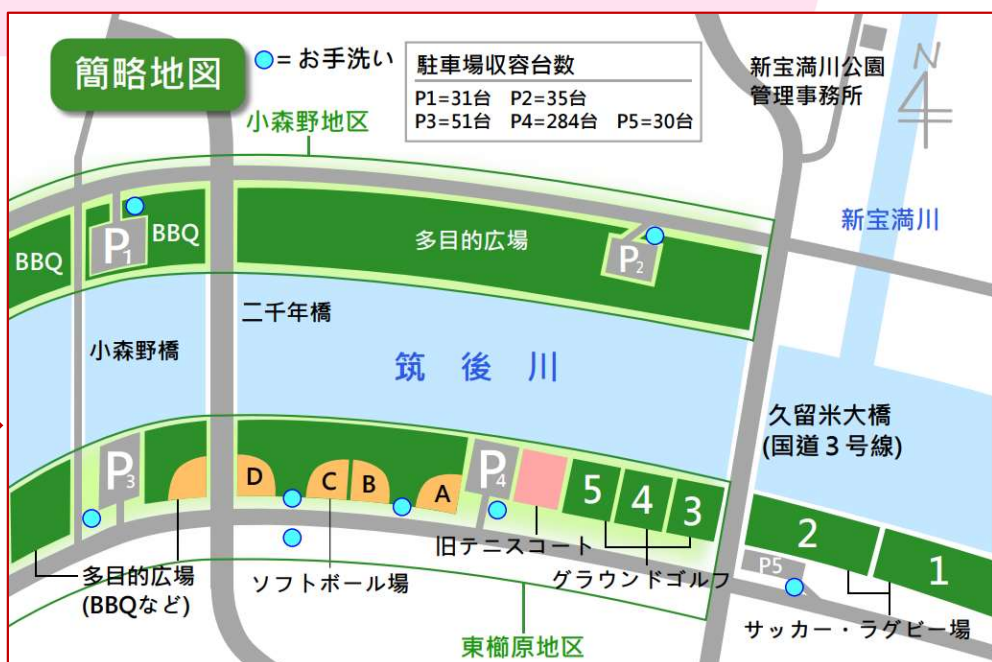 簡略地図
= お手洗い
駐車場収容台数
P1=31台 P2=35台
P3=51台 P4=284台 P5=30台
新宝満川公園
管理事務所
N
小森野地区
新宝満川
BBQ
P1
BBQ
多目的広場
P2
二千年橋
小森野橋
筑後川
久留米大橋
(国道3号線)
P3
D
C
B
A
P4
5
4
3
2
1
P5
旧テニスコート
グラウンドゴルフ
多目的広場
(BBQなど)
ソフトボール場
サッカー・ラグビー場
東櫛原地区